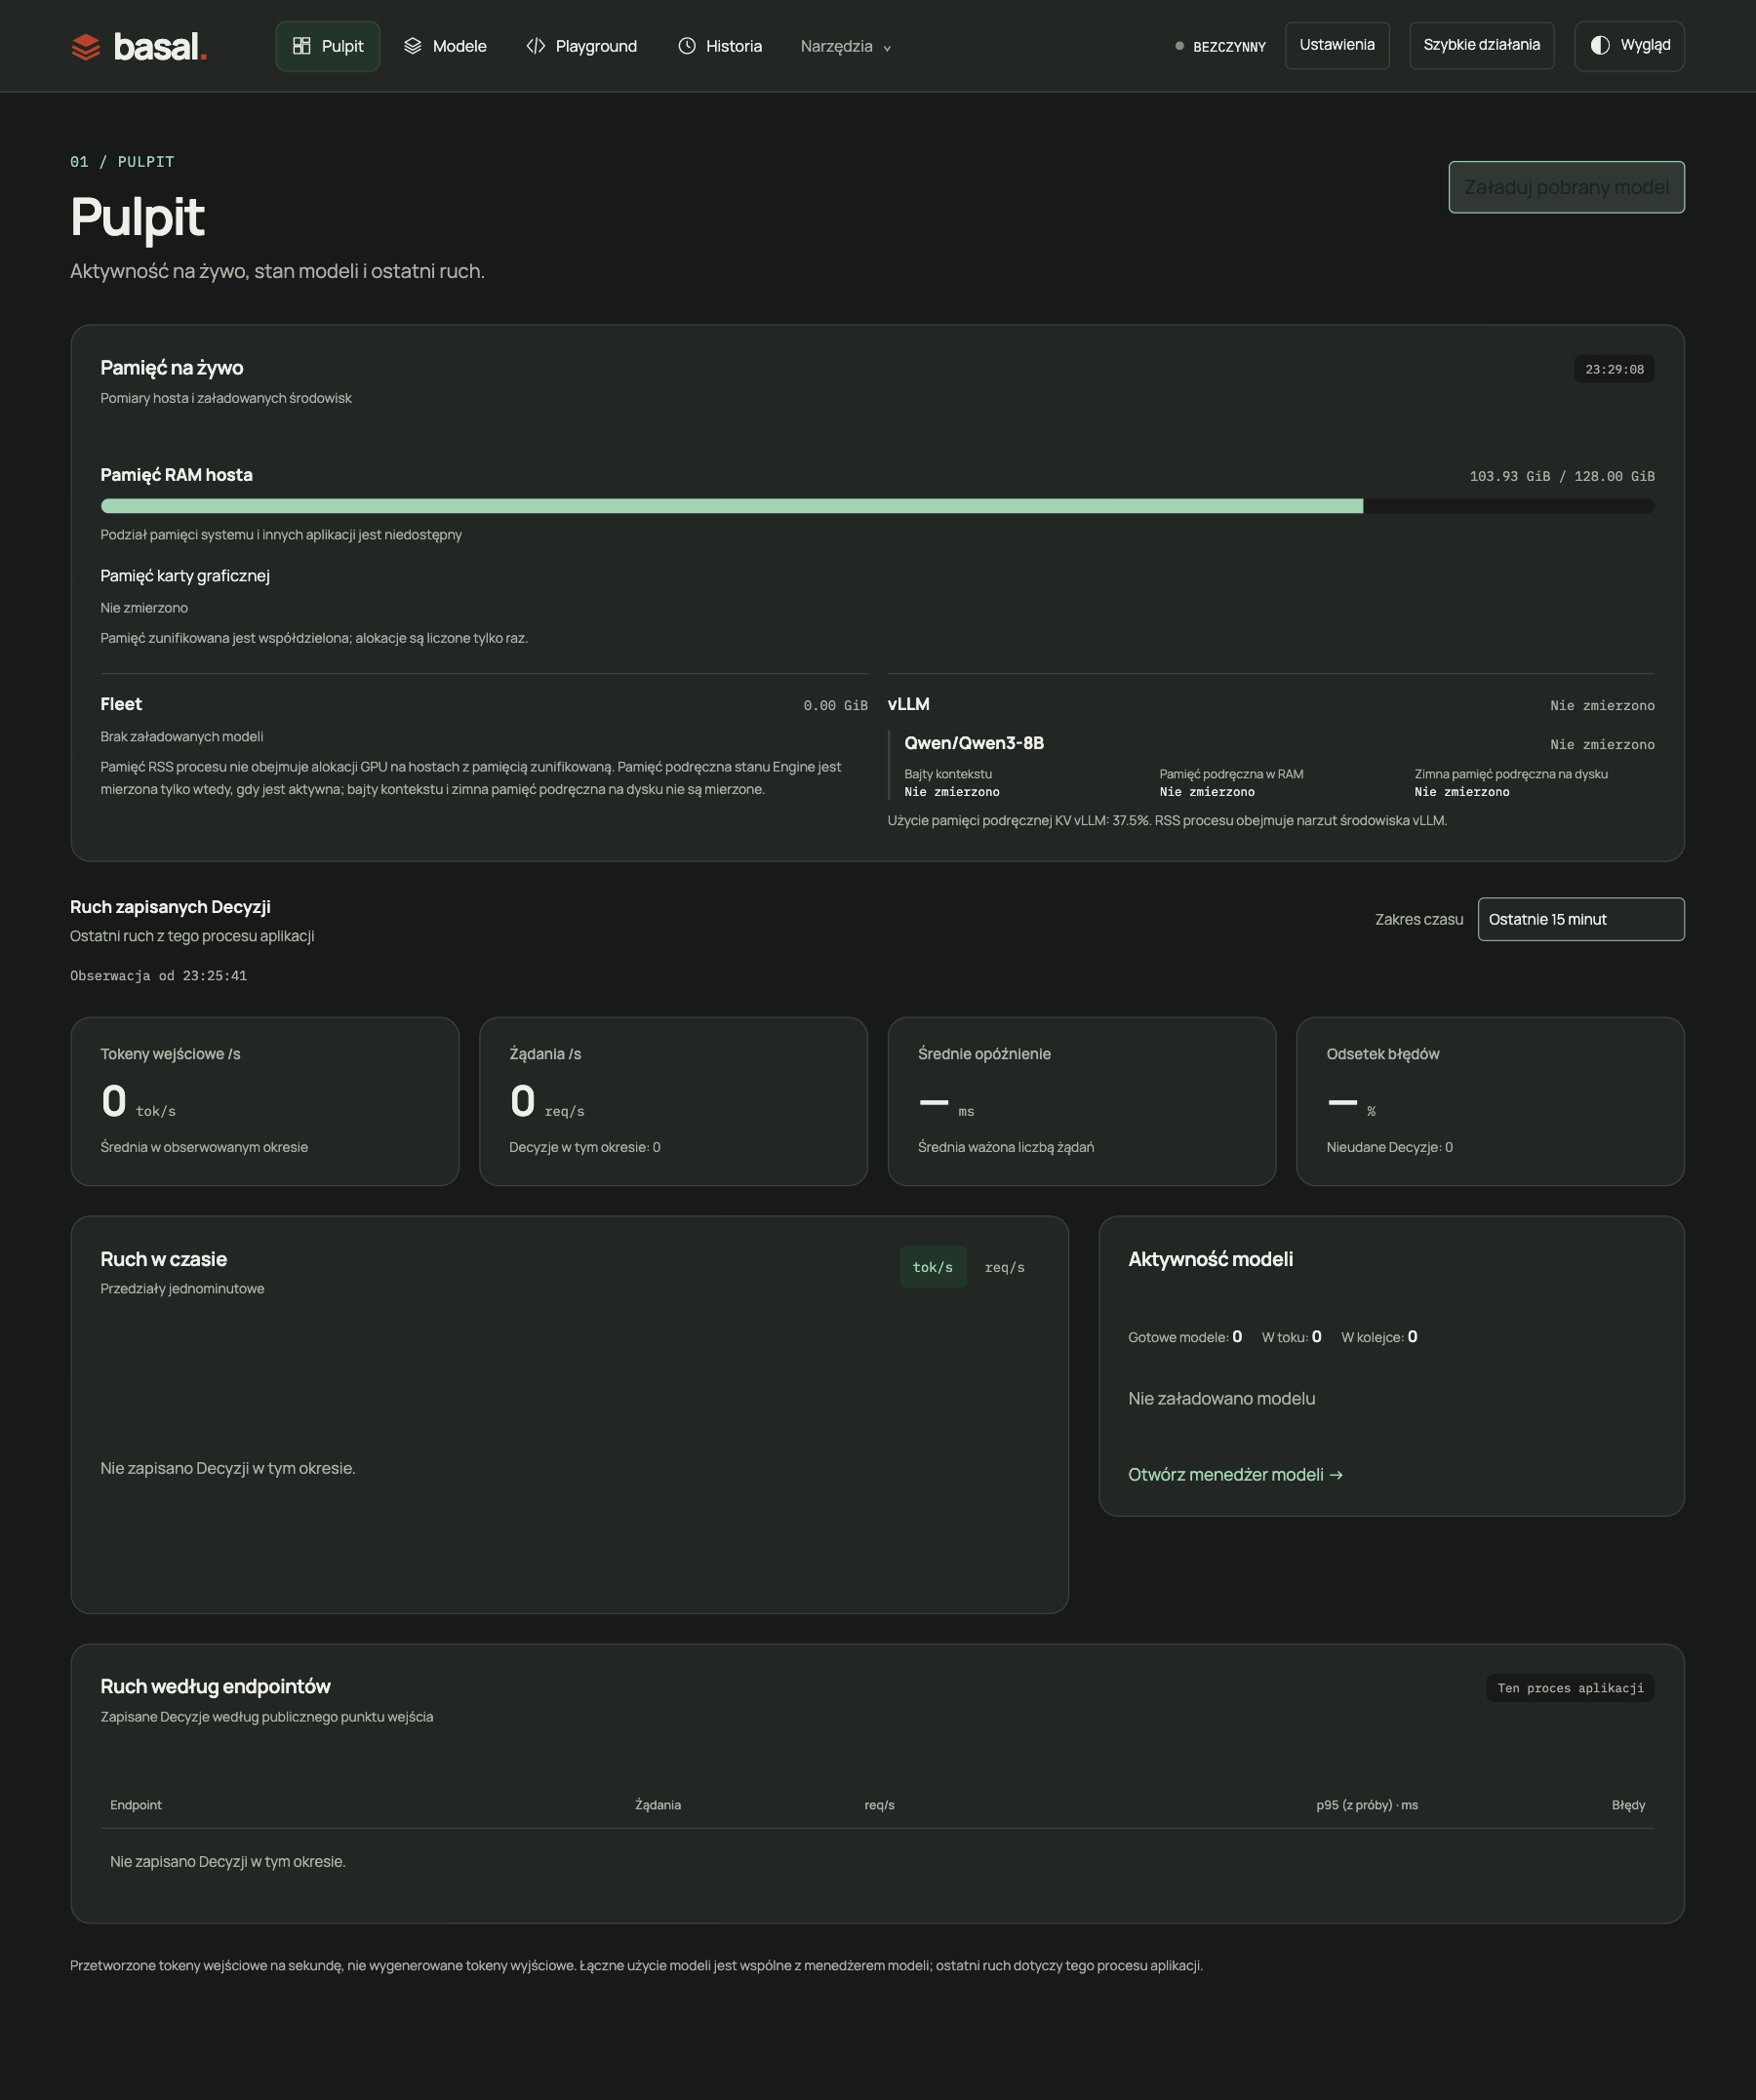 basal.
Pulpit
Modele
Playground
Historia
Narzędzia
BEZCZYNNY
Ustawienia
Szybkie działania
Wygląd
01 / PULPIT
Pulpit
Aktywność na żywo, stan modeli i ostatni ruch.
Załaduj pobrany model
Pamięć na żywo
23:29:08
Pomiary hosta i załadowanych środowisk
Pamięć RAM hosta
103.93 GiB / 128.00 GiB
Podział pamięci systemu i innych aplikacji jest niedostępny
Pamięć karty graficznej
Nie zmierzono
Pamięć zunifikowana jest współdzielona; alokacje są liczone tylko raz.
Fleet
0.00 GiB
Brak załadowanych modeli
Pamięć RSS procesu nie obejmuje alokacji GPU na hostach z pamięcią zunifikowaną. Pamięć podręczna stanu Engine jest
mierzona tylko wtedy, gdy jest aktywna; bajty kontekstu i zimna pamięć podręczna na dysku nie są mierzone.
vLLM
Nie zmierzono
Qwen/Qwen3-8B
Nie zmierzono
Bajty kontekstu
Nie zmierzono
Pamięć podręczna w RAM
Nie zmierzono
Zimna pamięć podręczna na dysku
Nie zmierzono
Użycie pamięci podręcznej KV vLLM: 37.5%. RSS procesu obejmuje narzut środowiska vLLM.
Ruch zapisanych Decyzji
Ostatni ruch z tego procesu aplikacji
Zakres czasu
Ostatnie 15 minut
Obserwacja od 23:25:41
Tokeny wejściowe /s
0 tok/s
Średnia w obserwowanym okresie
Żądania /s
0 req/s
Decyzje w tym okresie: 0
Średnie opóźnienie
— ms
Średnia ważona liczbą żądań
Odsetek błędów
— %
Nieudane Decyzje: 0
Ruch w czasie
Przedziały jednominutowe
tok/s
req/s
Nie zapisano Decyzji w tym okresie.
Aktywność modeli
Gotowe modele: 0
W toku: 0
W kolejce: 0
Nie załadowano modelu
Otwórz menedżer modeli →
Ruch według endpointów
Ten proces aplikacji
Zapisane Decyzje według publicznego punktu wejścia
Endpoint
Żądania
req/s
p95 (z próby) · ms
Błędy
Nie zapisano Decyzji w tym okresie.
Przetworzone tokeny wejściowe na sekundę, nie wygenerowane tokeny wyjściowe. Łączne użycie modeli jest wspólne z menedżerem modeli; ostatni ruch dotyczy tego procesu aplikacji.